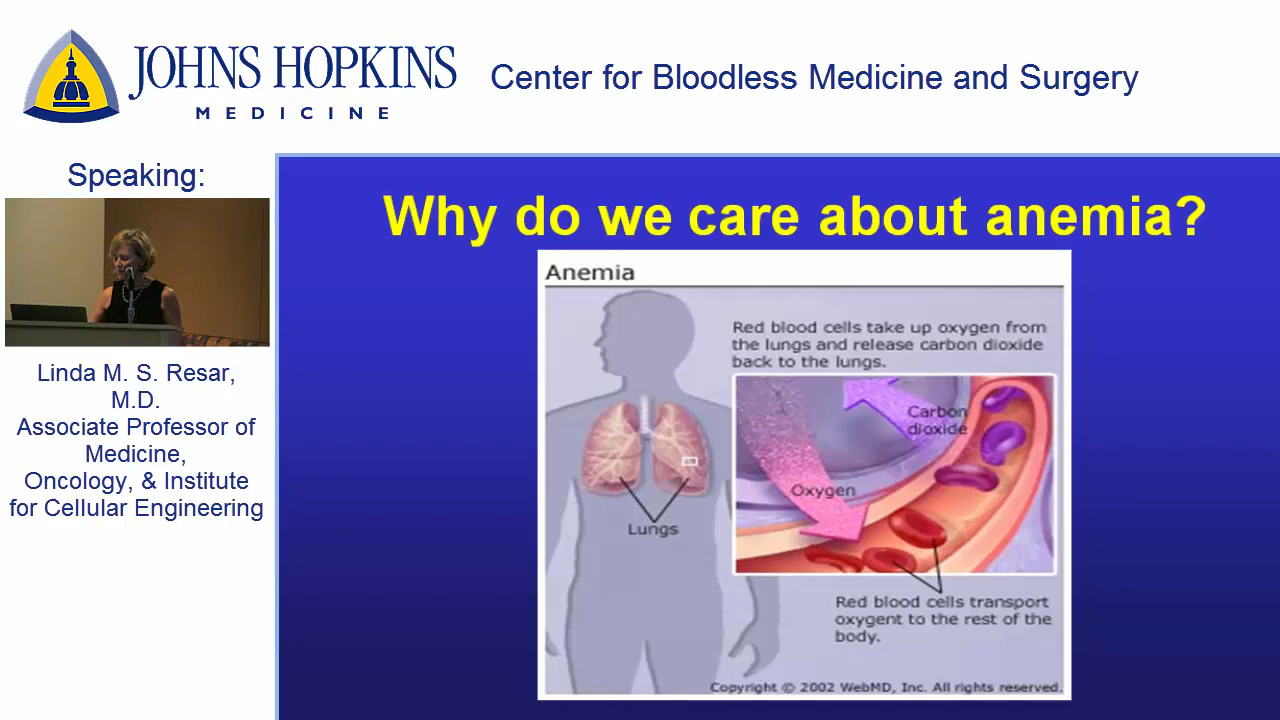 JOHNS HOPKINS
MEDICINE
Center for Bloodless Medicine and Surgery
Speaking:
Linda M. S. Resar,
M.D.
Associate Professor of
Medicine,
Oncology, & Institute
for Cellular Engineering
Why do we care about anemia?
Anemia
Red blood cells take up oxygen from
the lungs and release carbon dioxide
back to the lungs.
Carbon
dioxide
Oxygen
Lungs
Red blood cells transport
oxygent to the rest of the
body.
Copyright © 2002 WebMD, Inc. All rights reserved.